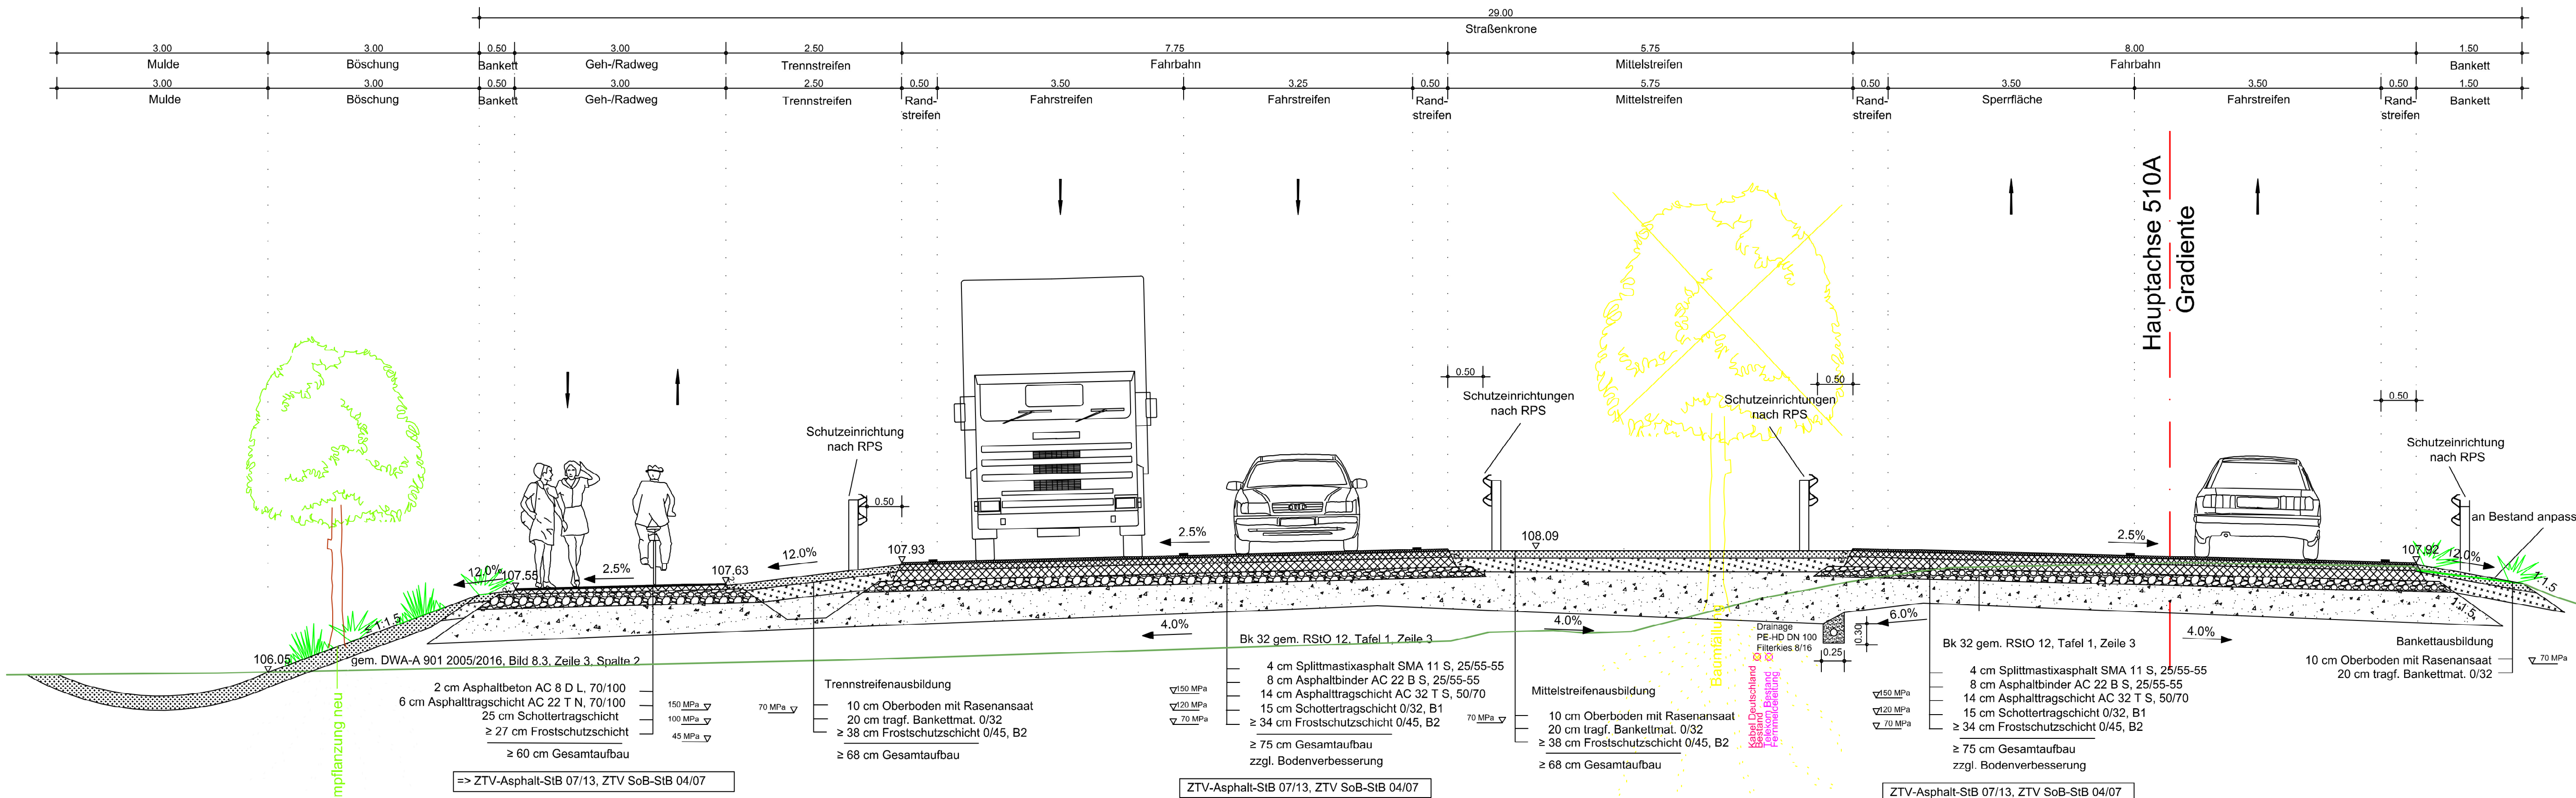 29.00
Straßenkrone
3.00 3.00 0.50 3.00 2.50 7.75 5.75 8.00 1.50
Mulde Böschung Bankett Geh-/Radweg Trennstreifen Fahrbahn Mittelstreifen Fahrbahn Bankett
3.00 3.00 0.50 3.00 2.50 0.50 3.50 3.25 0.50 5.75 0.50 3.50 3.50 0.50 1.50
Mulde Böschung Bankett Geh-/Radweg Trennstreifen Rand- Fahrstreifen Fahrstreifen Rand- Mittelstreifen Rand- Sperrfläche Fahrstreifen Rand- Bankett
streifen streifen streifen streifen
Hauptachse 510A
Gradiente
0.50
0.50
0.50
Schutzeinrichtungen
nach RPS
Schutzeinrichtungen
nach RPS
Schutzeinrichtung
nach RPS
0.50
Schutzeinrichtung
nach RPS
an Bestand anpass
12.0%
107.55
2.5%
107.63
12.0%
107.93
2.5%
108.09
2.5%
107.92
12.0%
1:1.5
1:1.5
≤ 1:1.5
106.05
4.0%
4.0%
6.0%
4.0%
0.30
0.25
Drainage
PE-HD DN 100
Filterkies 8/16
gem. DWA-A 901 2005/2016, Bild 8.3, Zeile 3, Spalte 2
2 cm Asphaltbeton AC 8 D L, 70/100
6 cm Asphalttragschicht AC 22 T N, 70/100
25 cm Schottertragschicht
≥ 27 cm Frostschutzschicht
≥ 60 cm Gesamtaufbau
150 MPa
100 MPa
45 MPa
=> ZTV-Asphalt-StB 07/13, ZTV SoB-StB 04/07
Trennstreifenausbildung
70 MPa
10 cm Oberboden mit Rasenansaat
20 cm tragf. Bankettmat. 0/32
≥ 38 cm Frostschutzschicht 0/45, B2
≥ 68 cm Gesamtaufbau
Bk 32 gem. RStO 12, Tafel 1, Zeile 3
4 cm Splittmastixasphalt SMA 11 S, 25/55-55
8 cm Asphaltbinder AC 22 B S, 25/55-55
14 cm Asphalttragschicht AC 32 T S, 50/70
15 cm Schottertragschicht 0/32, B1
≥ 34 cm Frostschutzschicht 0/45, B2
≥ 75 cm Gesamtaufbau
zzgl. Bodenverbesserung
150 MPa
120 MPa
70 MPa
ZTV-Asphalt-StB 07/13, ZTV SoB-StB 04/07
Mittelstreifenausbildung
70 MPa
10 cm Oberboden mit Rasenansaat
20 cm tragf. Bankettmat. 0/32
≥ 38 cm Frostschutzschicht 0/45, B2
≥ 68 cm Gesamtaufbau
Baumfällung
Kabel Deutschland
Bestand
Telekom Bestand
Fernmeldeleitung
Bk 32 gem. RStO 12, Tafel 1, Zeile 3
4 cm Splittmastixasphalt SMA 11 S, 25/55-55
8 cm Asphaltbinder AC 22 B S, 25/55-55
14 cm Asphalttragschicht AC 32 T S, 50/70
15 cm Schottertragschicht 0/32, B1
≥ 34 cm Frostschutzschicht 0/45, B2
≥ 75 cm Gesamtaufbau
zzgl. Bodenverbesserung
150 MPa
120 MPa
70 MPa
ZTV-Asphalt-StB 07/13, ZTV SoB-StB 04/07
Bankettausbildung
10 cm Oberboden mit Rasenansaat
20 cm tragf. Bankettmat. 0/32
70 MPa
mpflanzung neu